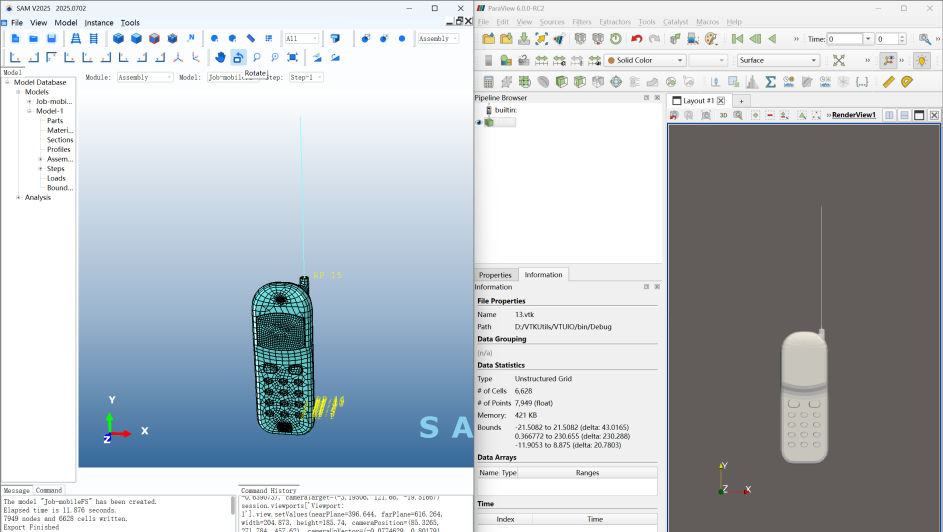 SAM V2025 2025.0702
File View Model Instance Tools
All
Assembly
Model
Module: Assembly Model: Step: Step-1
Rotate
Model Database
Models
Job-mobi...
Model-1
Parts
Materi...
Sections
Profiles
Assem...
Steps
Loads
Bound...
Analysis
RP-15
Y
X
Z
S A
Message Command
The model "Job-mobileFS" has been created.
Elapsed time is 11.876 seconds.
7949 nodes and 6628 cells written.
Export Finished
Command History
session.viewports['Viewport:
1'].view.setValues(nearPlane=396.644, farPlane=616.264,
width=204.873, height=185.74, cameraPosition=(85.3265,
ParaView 6.0.0-RC2
File Edit View Sources Filters Extractors Tools Catalyst Macros Help
Time: 0 0
Solid Color
Surface
Pipeline Browser
builtin:
Properties Information
Information
File Properties
Name 13.vtk
Path D:/VTKUtils/VTUIO/bin/Debug
Data Grouping
(n/a)
Data Statistics
Type Unstructured Grid
# of Cells 6,628
# of Points 7,949 (float)
Memory: 421 KB
Bounds -21.5082 to 21.5082 (delta: 43.0165)
0.366772 to 230.655 (delta: 230.288)
-11.9053 to 8.875 (delta: 20.7803)
Data Arrays
Name Type Ranges
Time
Index Time
Layout #1
+
3D
RenderView1
Y
Z
X